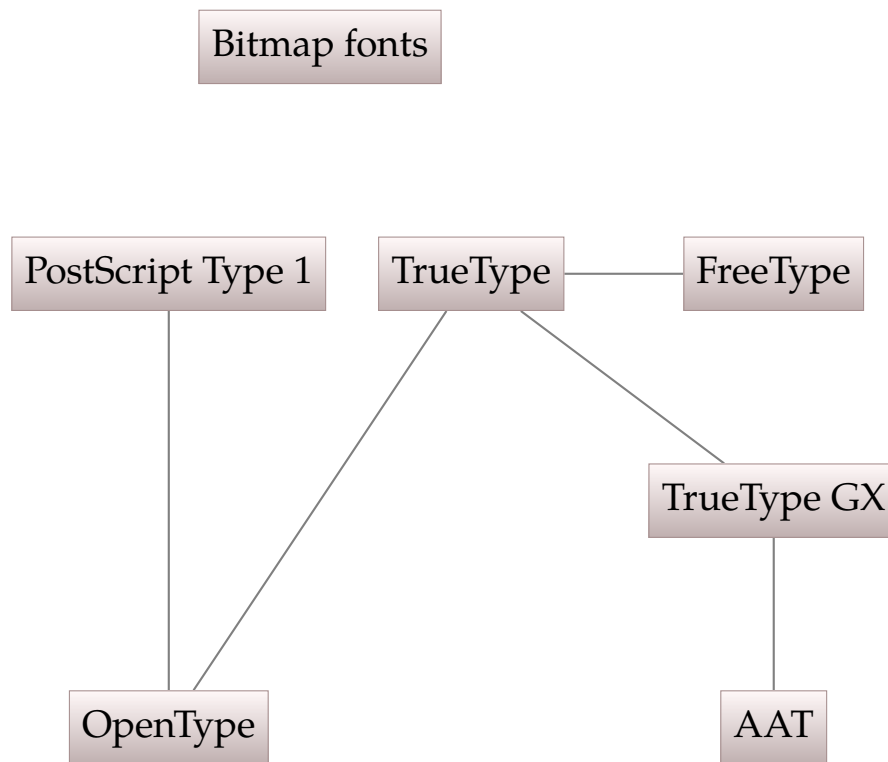 Bitmap fonts
PostScript Type 1
TrueType
FreeType
TrueType GX
OpenType
AAT